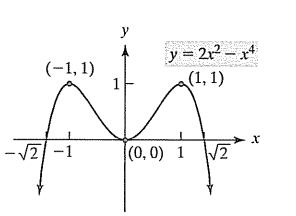 y
y = 2x² − x⁴
(−1, 1)
1
(1, 1)
x
−√2
−1
(0, 0)
1
√2